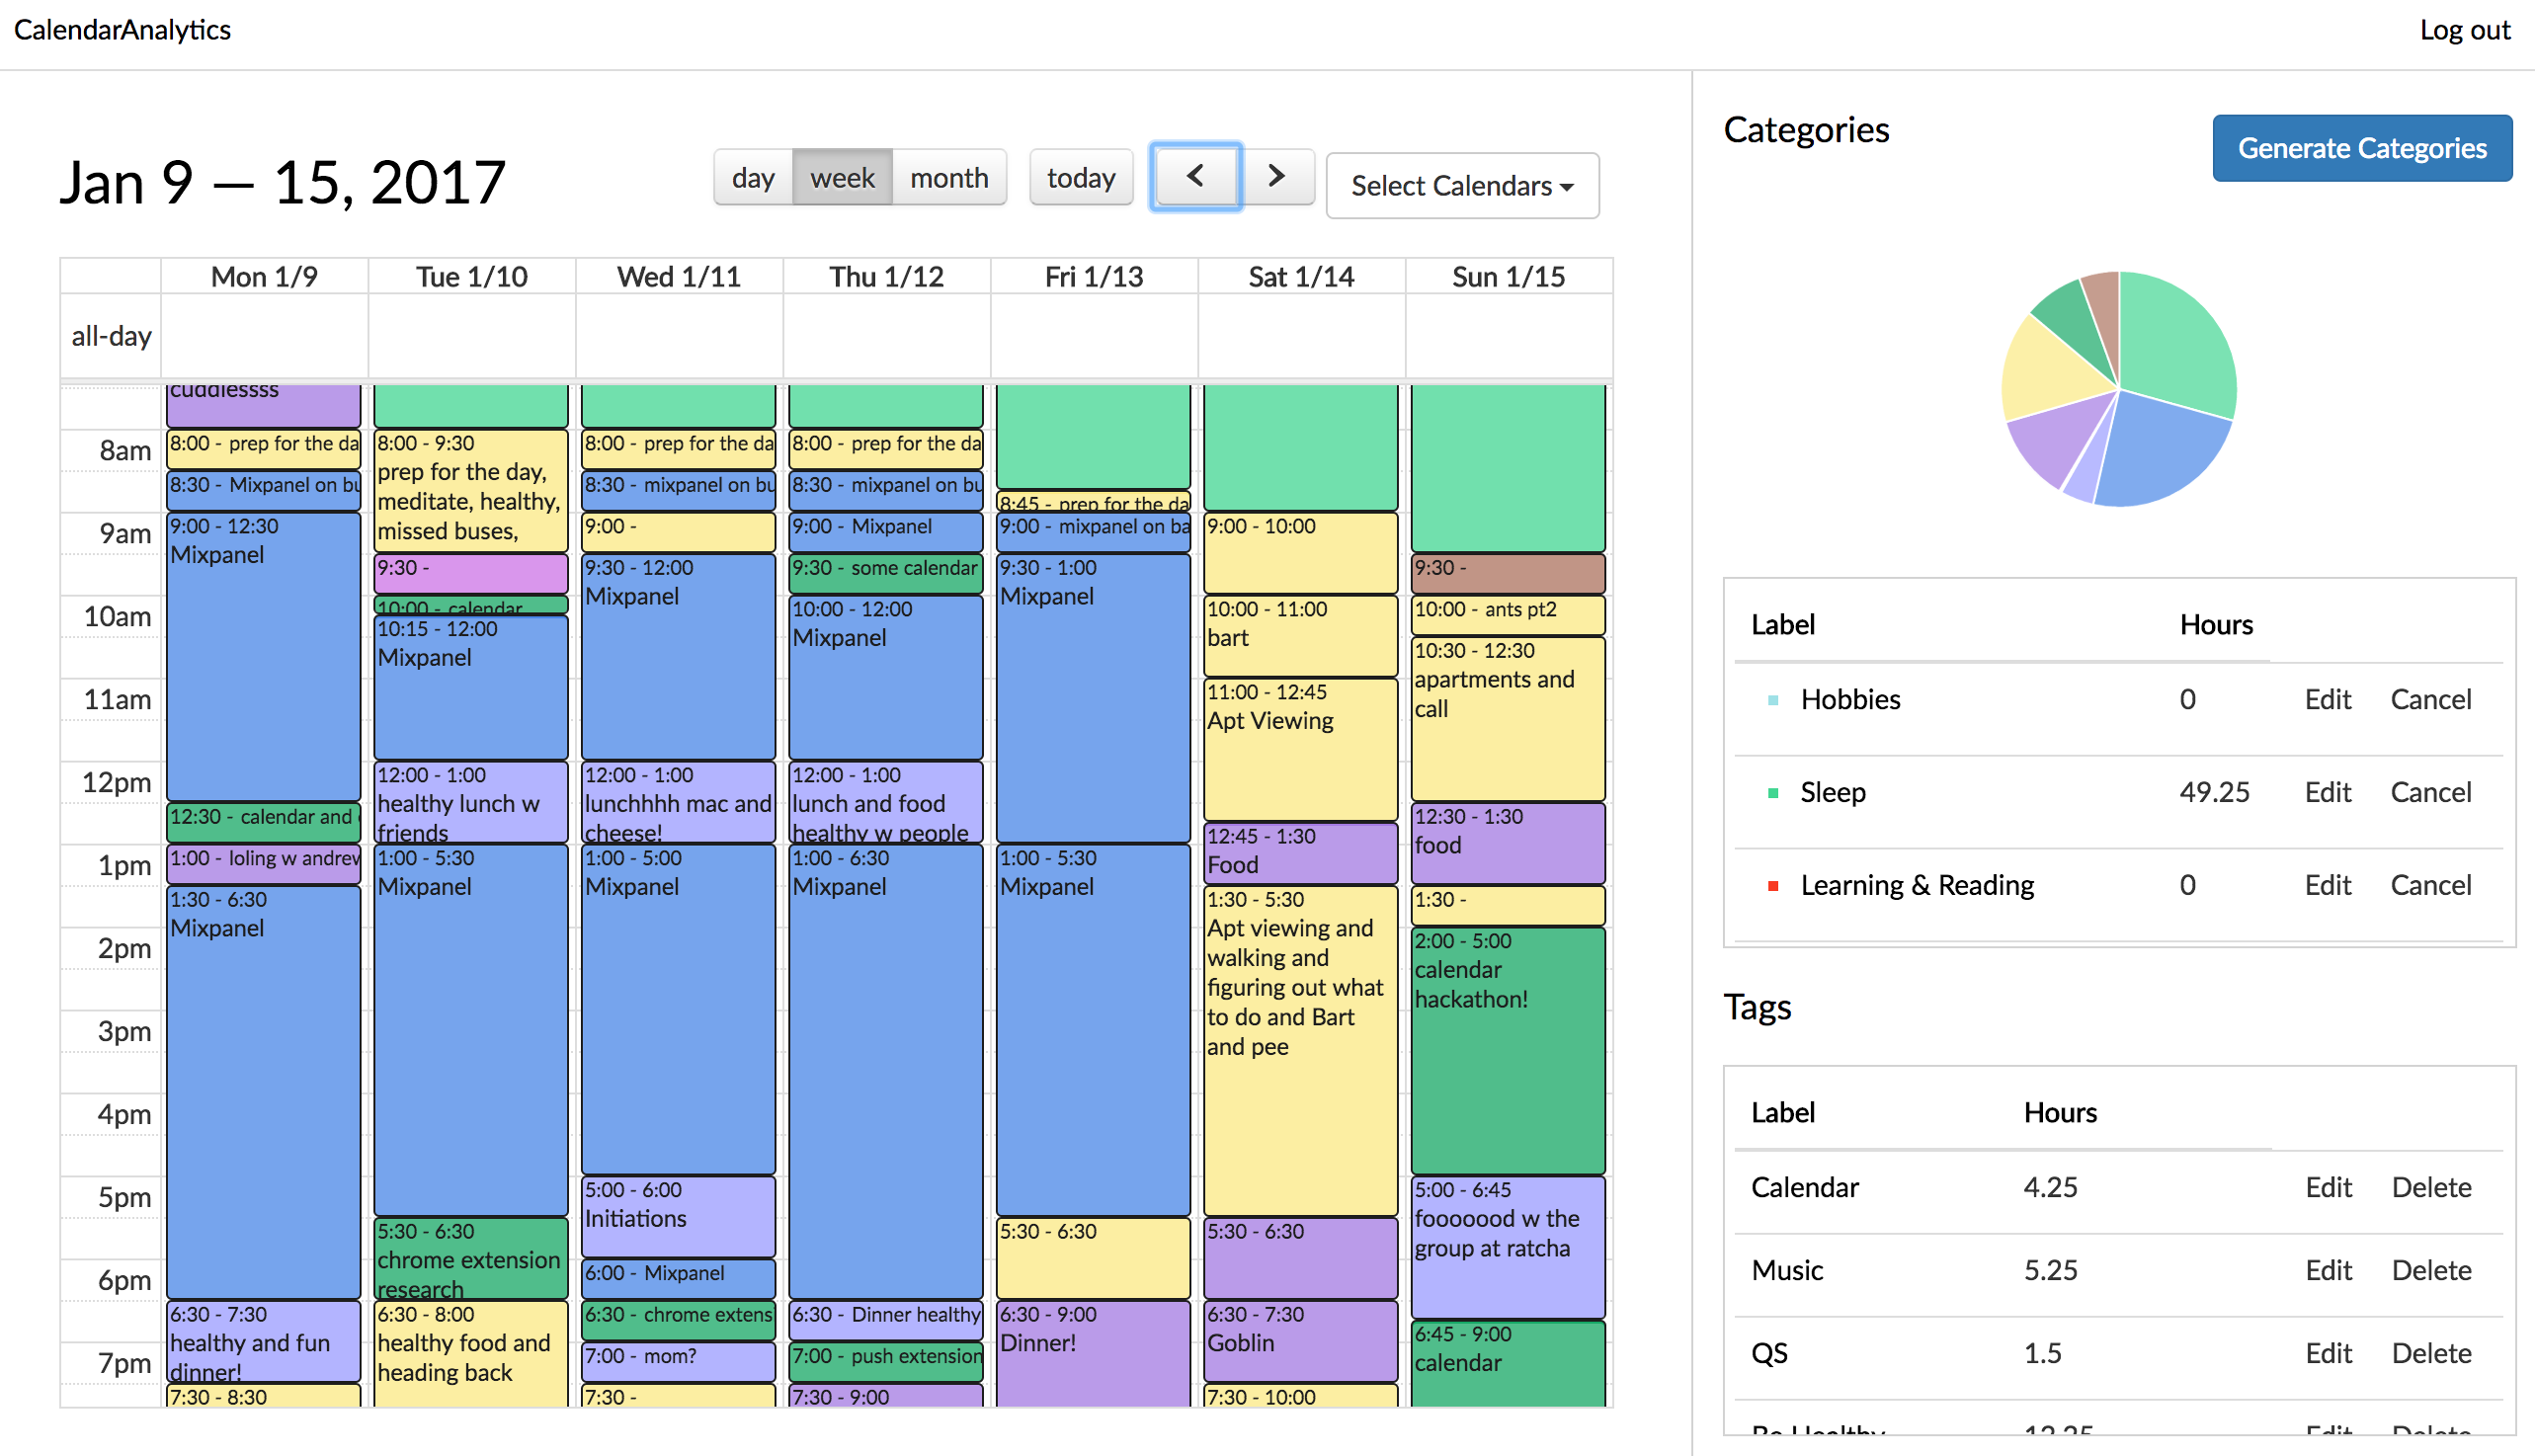 CalendarAnalytics
Log out
Jan 9 — 15, 2017
day week month today < > Select Calendars
Mon 1/9 Tue 1/10 Wed 1/11 Thu 1/12 Fri 1/13 Sat 1/14 Sun 1/15
all-day
8am
9am
10am
11am
12pm
1pm
2pm
3pm
4pm
5pm
6pm
7pm
cuddlessss
8:00 - prep for the da
8:30 - Mixpanel on bu
9:00 - 12:30
Mixpanel
12:30 - calendar and
1:00 - loling w andrew
1:30 - 6:30
Mixpanel
6:30 - 7:30
healthy and fun
dinner!
7:30 - 8:30
8:00 - 9:30
prep for the day,
meditate, healthy,
missed buses,
9:30 -
10:00 - calendar
10:15 - 12:00
Mixpanel
12:00 - 1:00
healthy lunch w
friends
1:00 - 5:30
Mixpanel
5:30 - 6:30
chrome extension
research
6:30 - 8:00
healthy food and
heading back
8:00 - prep for the da
8:30 - mixpanel on bu
9:00 -
9:30 - 12:00
Mixpanel
12:00 - 1:00
lunchhhh mac and
cheese!
1:00 - 5:00
Mixpanel
5:00 - 6:00
Initiations
6:00 - Mixpanel
6:30 - chrome extens
7:00 - mom?
7:30 -
8:00 - prep for the da
8:30 - mixpanel on bu
9:00 - Mixpanel
9:30 - some calendar
10:00 - 12:00
Mixpanel
12:00 - 1:00
lunch and food
healthy w people
1:00 - 6:30
Mixpanel
6:30 - Dinner healthy
7:00 - push extension
7:30 - 9:00
8:45 - prep for the da
9:00 - mixpanel on ba
9:30 - 1:00
Mixpanel
1:00 - 5:30
Mixpanel
5:30 - 6:30
6:30 - 9:00
Dinner!
9:00 - 10:00
10:00 - 11:00
bart
11:00 - 12:45
Apt Viewing
12:45 - 1:30
Food
1:30 - 5:30
Apt viewing and
walking and
figuring out what
to do and Bart
and pee
5:30 - 6:30
6:30 - 7:30
Goblin
7:30 - 10:00
9:30 -
10:00 - ants pt2
10:30 - 12:30
apartments and
call
12:30 - 1:30
food
1:30 -
2:00 - 5:00
calendar
hackathon!
5:00 - 6:45
fooooood w the
group at ratcha
6:45 - 9:00
calendar
Categories
Generate Categories
Label Hours
Hobbies 0 Edit Cancel
Sleep 49.25 Edit Cancel
Learning & Reading 0 Edit Cancel
Tags
Label Hours
Calendar 4.25 Edit Delete
Music 5.25 Edit Delete
QS 1.5 Edit Delete
Be Healthy 12.25 Edit Delete